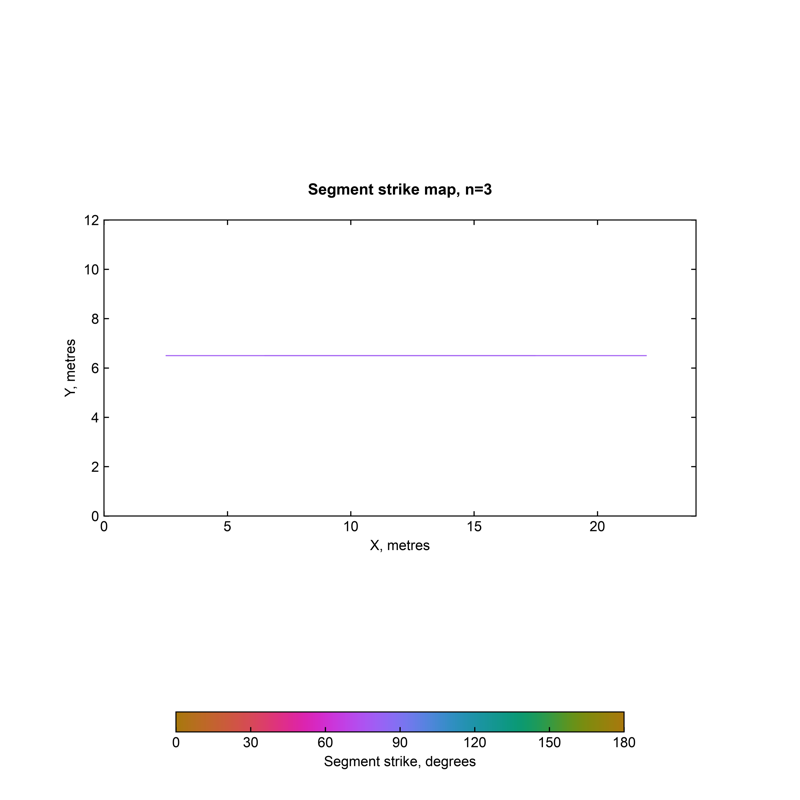 Segment strike map, n=3
12
10
8
6
4
2
0
Y, metres
0 5 10 15 20
X, metres
0 30 60 90 120 150 180
Segment strike, degrees